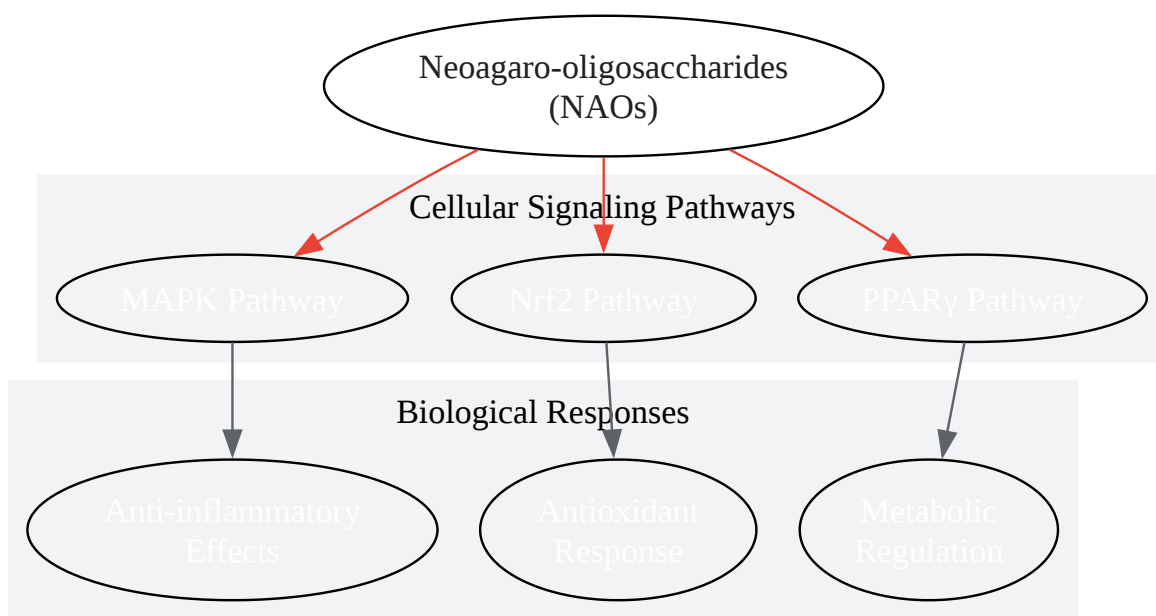 Neoagaro-oligosaccharides
(NAOs)
Cellular Signaling Pathways
MAPK Pathway
Nrf2 Pathway
PPARγ Pathway
Biological Responses
Anti-inflammatory
Effects
Antioxidant
Response
Metabolic
Regulation